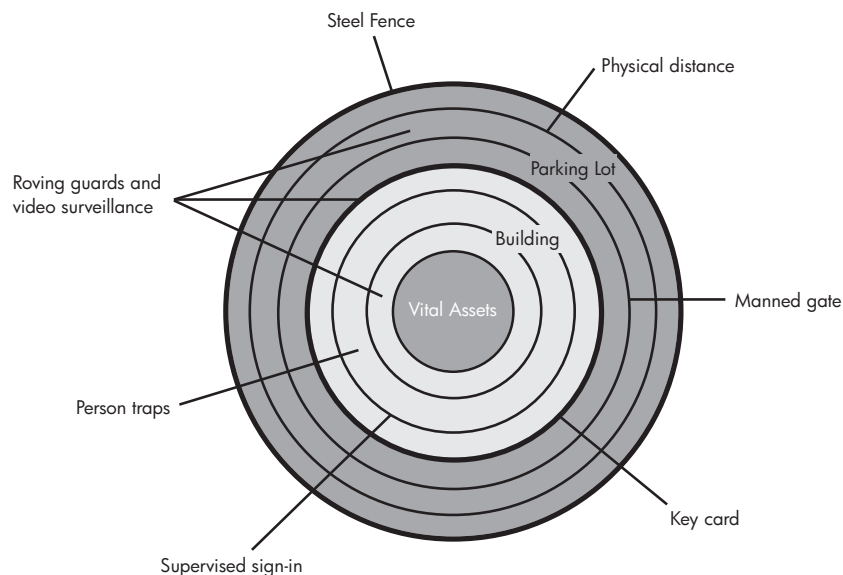 Steel Fence
Physical distance
Parking Lot
Roving guards and
video surveillance
Building
Vital Assets
Manned gate
Person traps
Key card
Supervised sign-in